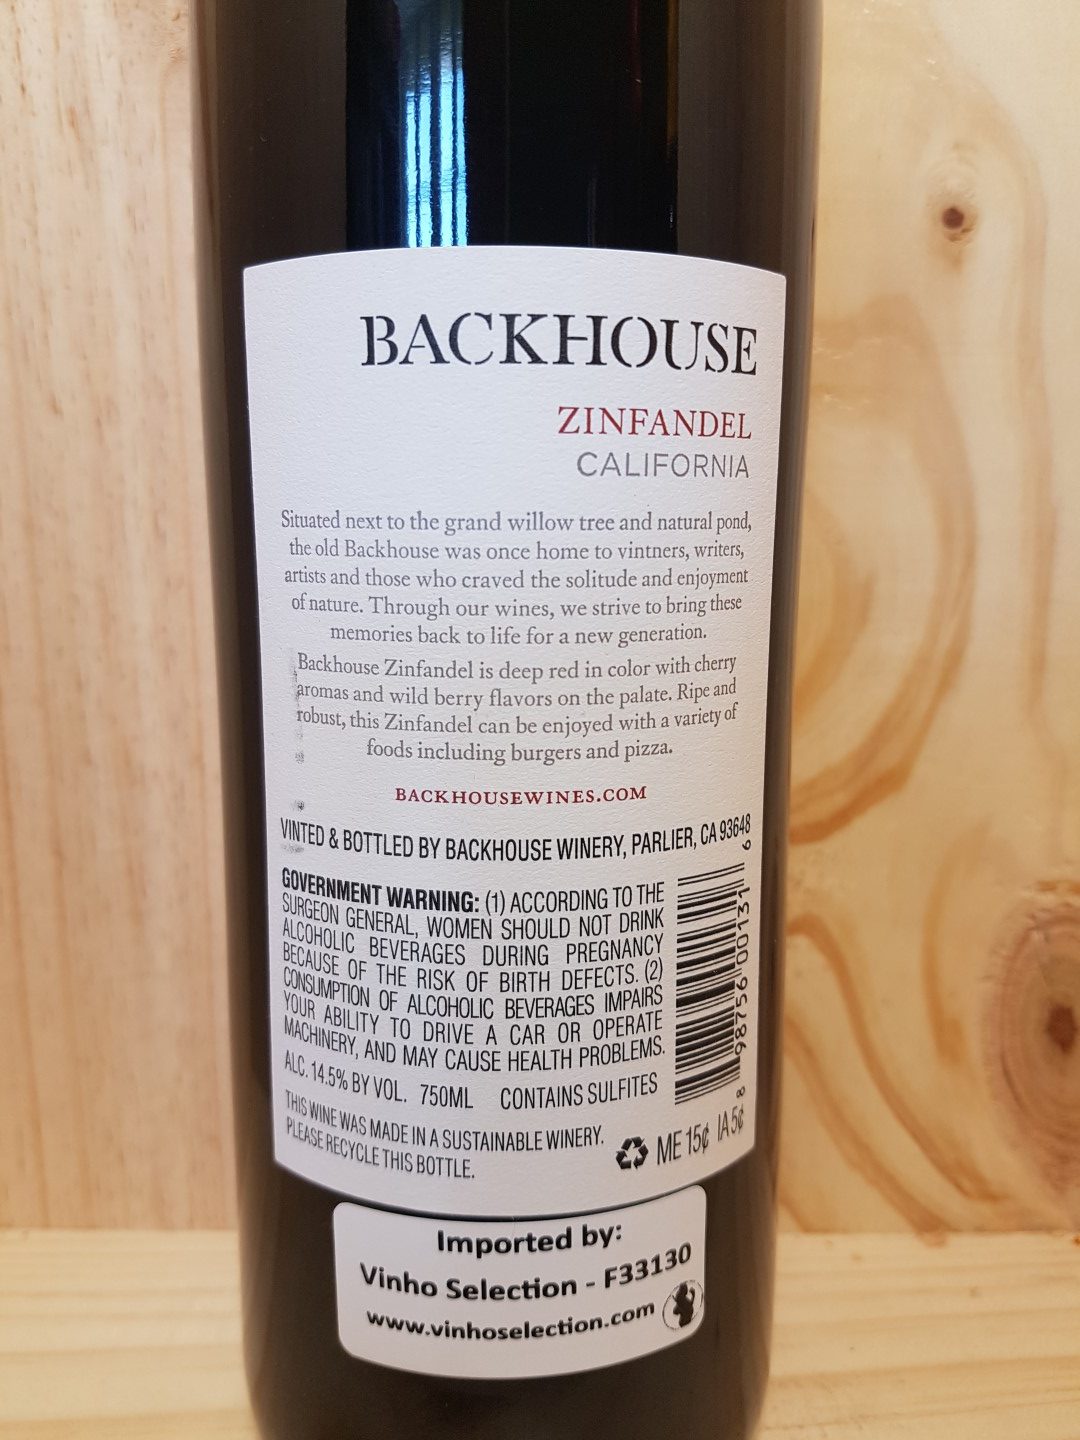 BACKHOUSE
ZINFANDEL
CALIFORNIA
Situated next to the grand willow tree and natural pond,
the old Backhouse was once home to vintners, writers,
artists and those who craved the solitude and enjoyment
of nature. Through our wines, we strive to bring these
memories back to life for a new generation.
Backhouse Zinfandel is deep red in color with cherry
aromas and wild berry flavors on the palate. Ripe and
robust, this Zinfandel can be enjoyed with a variety of
foods including burgers and pizza.
BACKHOUSEWINES.COM
VINTED & BOTTLED BY BACKHOUSE WINERY, PARLIER, CA 93648
GOVERNMENT WARNING: (1) ACCORDING TO THE
SURGEON GENERAL, WOMEN SHOULD NOT DRINK
ALCOHOLIC BEVERAGES DURING PREGNANCY
BECAUSE OF THE RISK OF BIRTH DEFECTS. (2)
CONSUMPTION OF ALCOHOLIC BEVERAGES IMPAIRS
YOUR ABILITY TO DRIVE A CAR OR OPERATE
MACHINERY, AND MAY CAUSE HEALTH PROBLEMS.
8 98756 00131 6
ALC. 14.5% BY VOL. 750ML CONTAINS SULFITES
THIS WINE WAS MADE IN A SUSTAINABLE WINERY.
PLEASE RECYCLE THIS BOTTLE.
ME 15¢ IA 5¢
Imported by:
Vinho Selection - F33130
www.vinhoselection.com